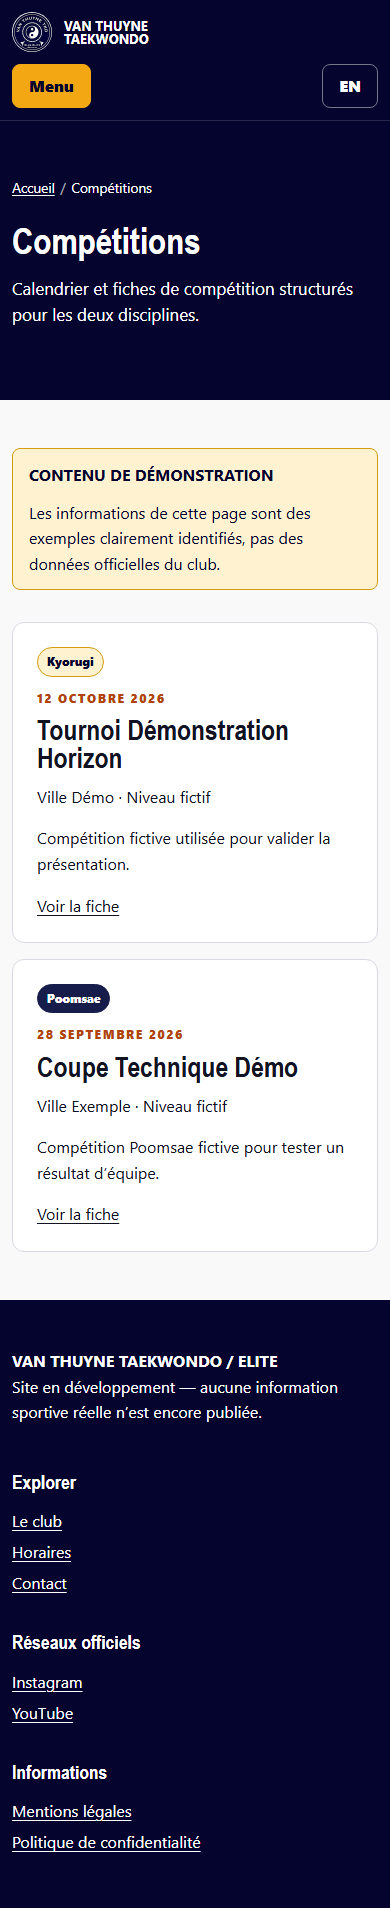 VAN THUYNE
TAEKWONDO
Menu
EN
Accueil / Compétitions
Compétitions
Calendrier et fiches de compétition structurés
pour les deux disciplines.
CONTENU DE DÉMONSTRATION
Les informations de cette page sont des
exemples clairement identifiés, pas des
données officielles du club.
Kyorugi
12 OCTOBRE 2026
Tournoi Démonstration
Horizon
Ville Démo · Niveau fictif
Compétition fictive utilisée pour valider la
présentation.
Voir la fiche
Poomsae
28 SEPTEMBRE 2026
Coupe Technique Démo
Ville Exemple · Niveau fictif
Compétition Poomsae fictive pour tester un
résultat d’équipe.
Voir la fiche
VAN THUYNE TAEKWONDO / ELITE
Site en développement — aucune information
sportive réelle n’est encore publiée.
Explorer
Le club
Horaires
Contact
Réseaux officiels
Instagram
YouTube
Informations
Mentions légales
Politique de confidentialité